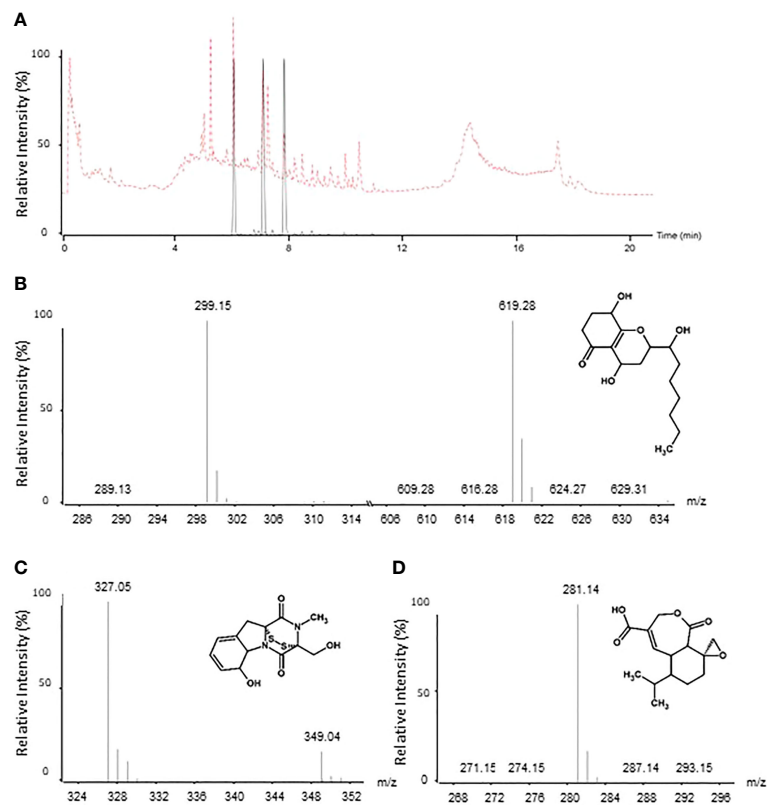 A
Relative Intensity (%)
100
50
0
0 4 8 12 16 20 Time (min)
B
Relative Intensity (%)
100
50
0
299.15
619.28
289.13
609.28 616.28 624.27 629.31
286 290 294 298 302 306 310 314 606 610 614 618 622 626 630 634 m/z
OH
O
OH
O
HO
H₃C
C
Relative Intensity (%)
100
50
0
327.05
349.04
324 328 332 336 340 344 348 352 m/z
O
CH₃
N
S
S
N
OH
O
OH
D
Relative Intensity (%)
100
50
0
281.14
271.15 274.15 287.14 293.15
268 272 276 280 284 288 292 296 m/z
HO
O
O
O
O
H₃C
CH₃